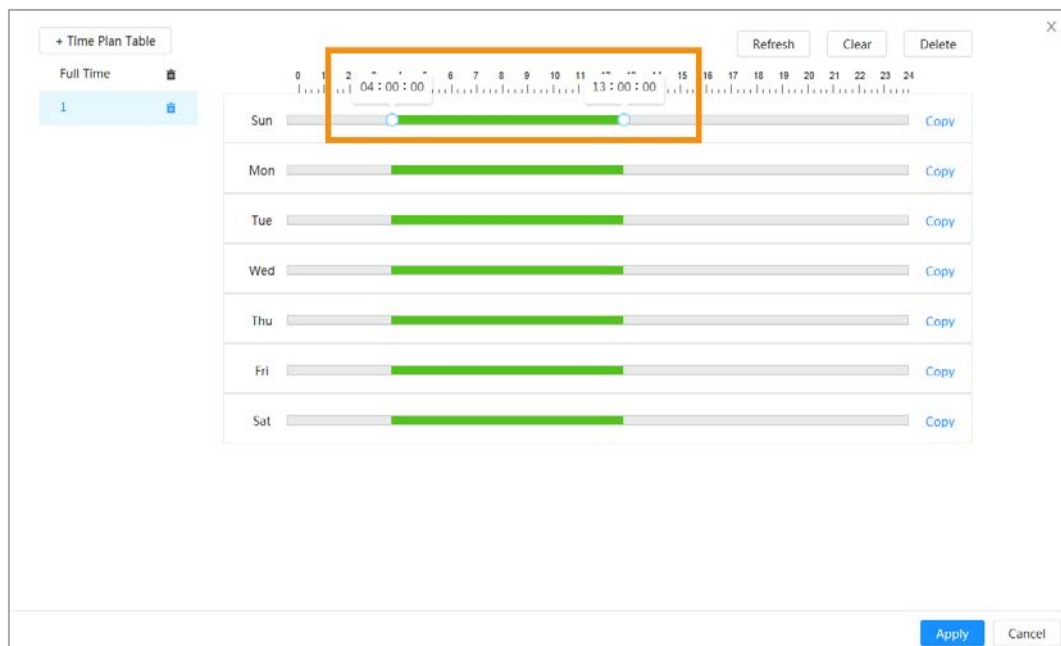 X
+ Time Plan Table
Refresh Clear Delete
Full Time
0 1 2 6 7 8 9 10 11 15 16 17 18 19 20 21 22 23 24
04 : 00 : 00 13 : 00 : 00
1
Sun Copy
Mon Copy
Tue Copy
Wed Copy
Thu Copy
Fri Copy
Sat Copy
Apply Cancel